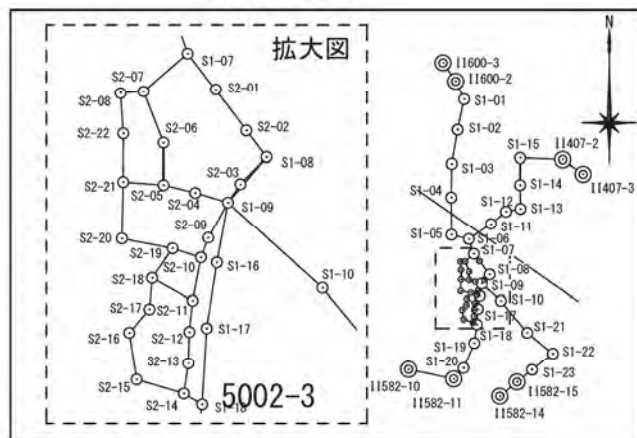 拡大図
S1-07
S2-07
S2-01
S2-08
S2-02
S2-22
S2-06
S1-08
S2-03
S2-21
S2-05
S2-04
S1-09
S2-09
S2-20
S2-19
S2-10
S1-16
S2-18
S1-10
S2-11
S2-17
S1-17
S2-16
S2-12
S2-13
S2-15
5002-3
S2-14
S1-18
N
II600-3
II600-2
S1-01
S1-02
S1-15
II407-2
S1-03
S1-14
II407-3
S1-04
S1-12
S1-13
S1-11
S1-05
S1-06
S1-07
S1-08
S1-09
S1-10
S1-17
S1-18
S1-21
S1-19
S1-22
S1-20
S1-23
II582-10
II582-11
II582-15
II582-14